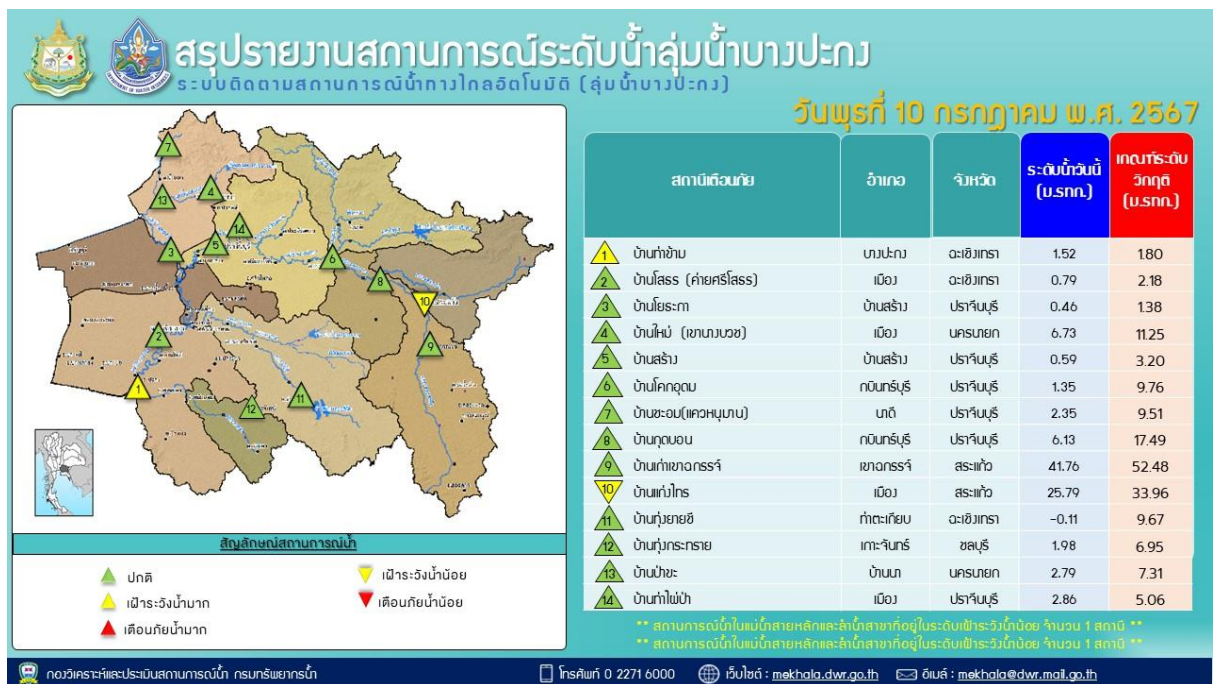 สรุปรายงานสถานการณ์ระดับน้ำลุ่มน้ำบางปะกง
ระบบติดตามสถานการณ์น้ำทางไกลอัตโนมัติ (ลุ่มน้ำบางปะกง)
วันพุธที่ 10 กรกฎาคม พ.ศ. 2567
สถานีเตือนภัย อำเภอ จังหวัด ระดับน้ำวันนี้ (ม.รทก.) เกณฑ์ระดับวิกฤติ (ม.รทก.)
1 บ้านท่าข้าม บางปะกง ฉะเชิงเทรา 1.52 1.80
2 บ้านโสธร (ค่ายศรีโสธร) เมือง ฉะเชิงเทรา 0.79 2.18
3 บ้านโยธะกา บ้านสร้าง ปราจีนบุรี 0.46 1.38
4 บ้านใหม่ (เขานางบวช) เมือง นครนายก 6.73 11.25
5 บ้านสร้าง บ้านสร้าง ปราจีนบุรี 0.59 3.20
6 บ้านโคกอุดม กบินทร์บุรี ปราจีนบุรี 1.35 9.76
7 บ้านชะอม(แควหนุมาน) นาดี ปราจีนบุรี 2.35 9.51
8 บ้านกุดบอน กบินทร์บุรี ปราจีนบุรี 6.13 17.49
9 บ้านเก่าเขาฉกรรจ์ เขาฉกรรจ์ สระแก้ว 41.76 52.48
10 บ้านแก่งไทร เมือง สระแก้ว 25.79 33.96
11 บ้านทุ่งยายชี ท่าตะเกียบ ฉะเชิงเทรา -0.11 9.67
12 บ้านทุ่งกระทราย เกาะจันทร์ ชลบุรี 1.98 6.95
13 บ้านป่าขะ บ้านนา นครนายก 2.79 7.31
14 บ้านท่าไผ่ป่า เมือง ปราจีนบุรี 2.86 5.06
** สถานการณ์น้ำในแม่น้ำสายหลักและลำน้ำสาขาที่อยู่ในระดับเฝ้าระวังน้ำน้อย จำนวน 1 สถานี **
** สถานการณ์น้ำในแม่น้ำสายหลักและลำน้ำสาขาที่อยู่ในระดับเฝ้าระวังน้ำน้อย จำนวน 1 สถานี **
7
4
13
14
3
5
6
8
10
2
9
1
11
12
สัญลักษณ์สถานการณ์น้ำ
ปกติ
เฝ้าระวังน้ำน้อย
เฝ้าระวังน้ำมาก
เตือนภัยน้ำน้อย
เตือนภัยน้ำมาก
กองวิเคราะห์และประเมินสถานการณ์น้ำ กรมทรัพยากรน้ำ โทรศัพท์ 0 2271 6000 เว็บไซต์ : mekhala.dwr.go.th อีเมล์ : mekhala@dwr.mail.go.th